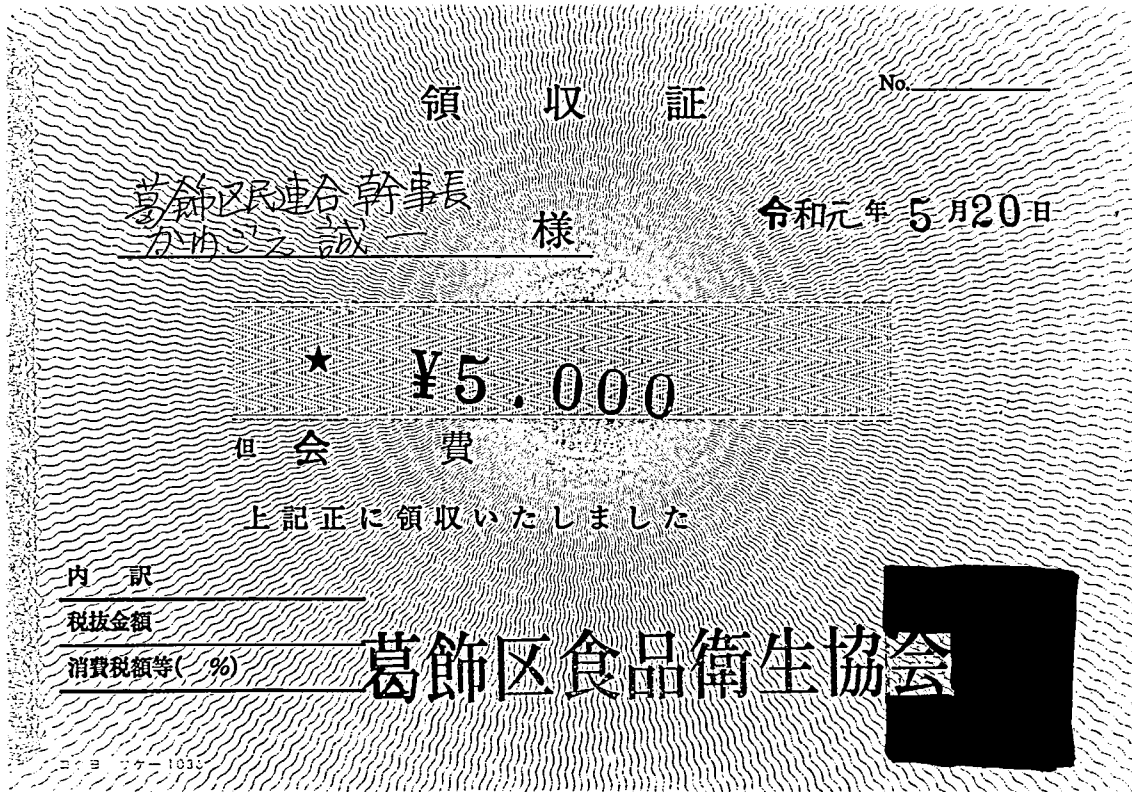 領収証
No.
葛飾区民連合 幹事長
かわごえ 誠一
様
令和元年 5月20日
★ ¥5.000
但 会費
上記正に領収いたしました
内訳
税抜金額
消費税額等( %)
葛飾区食品衛生協会